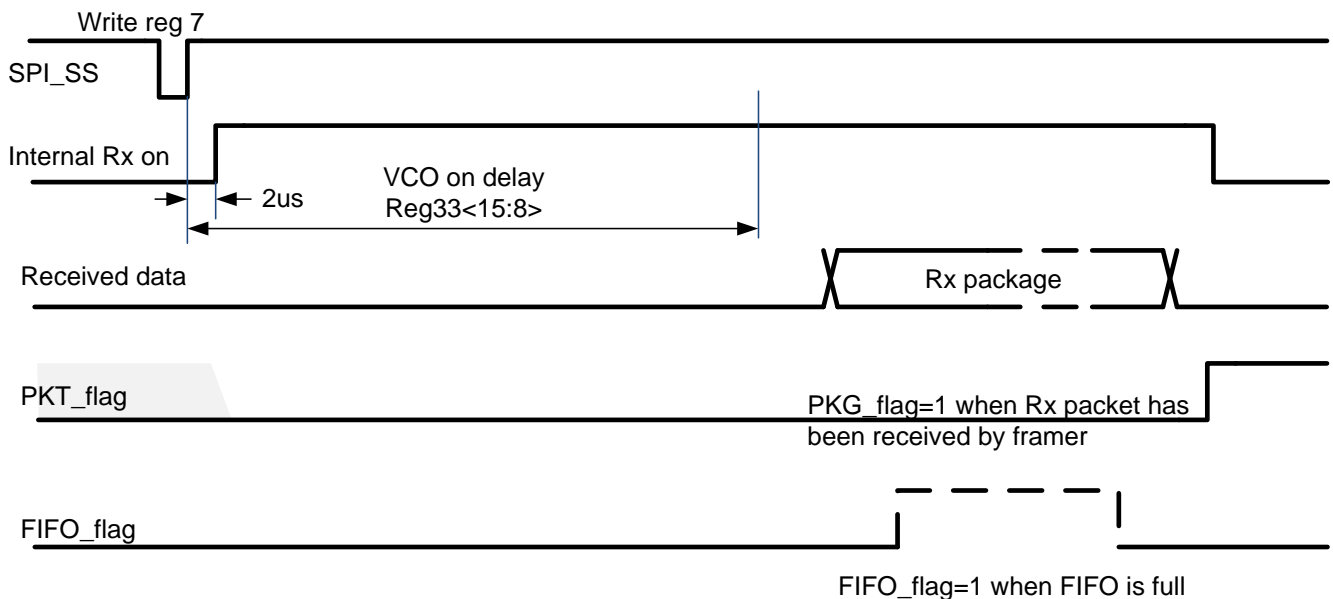 Write reg 7
SPI_SS
Internal Rx on
2us
VCO on delay
Reg33<15:8>
Received data
Rx package
PKT_flag
PKG_flag=1 when Rx packet has
been received by framer
FIFO_flag
FIFO_flag=1 when FIFO is full